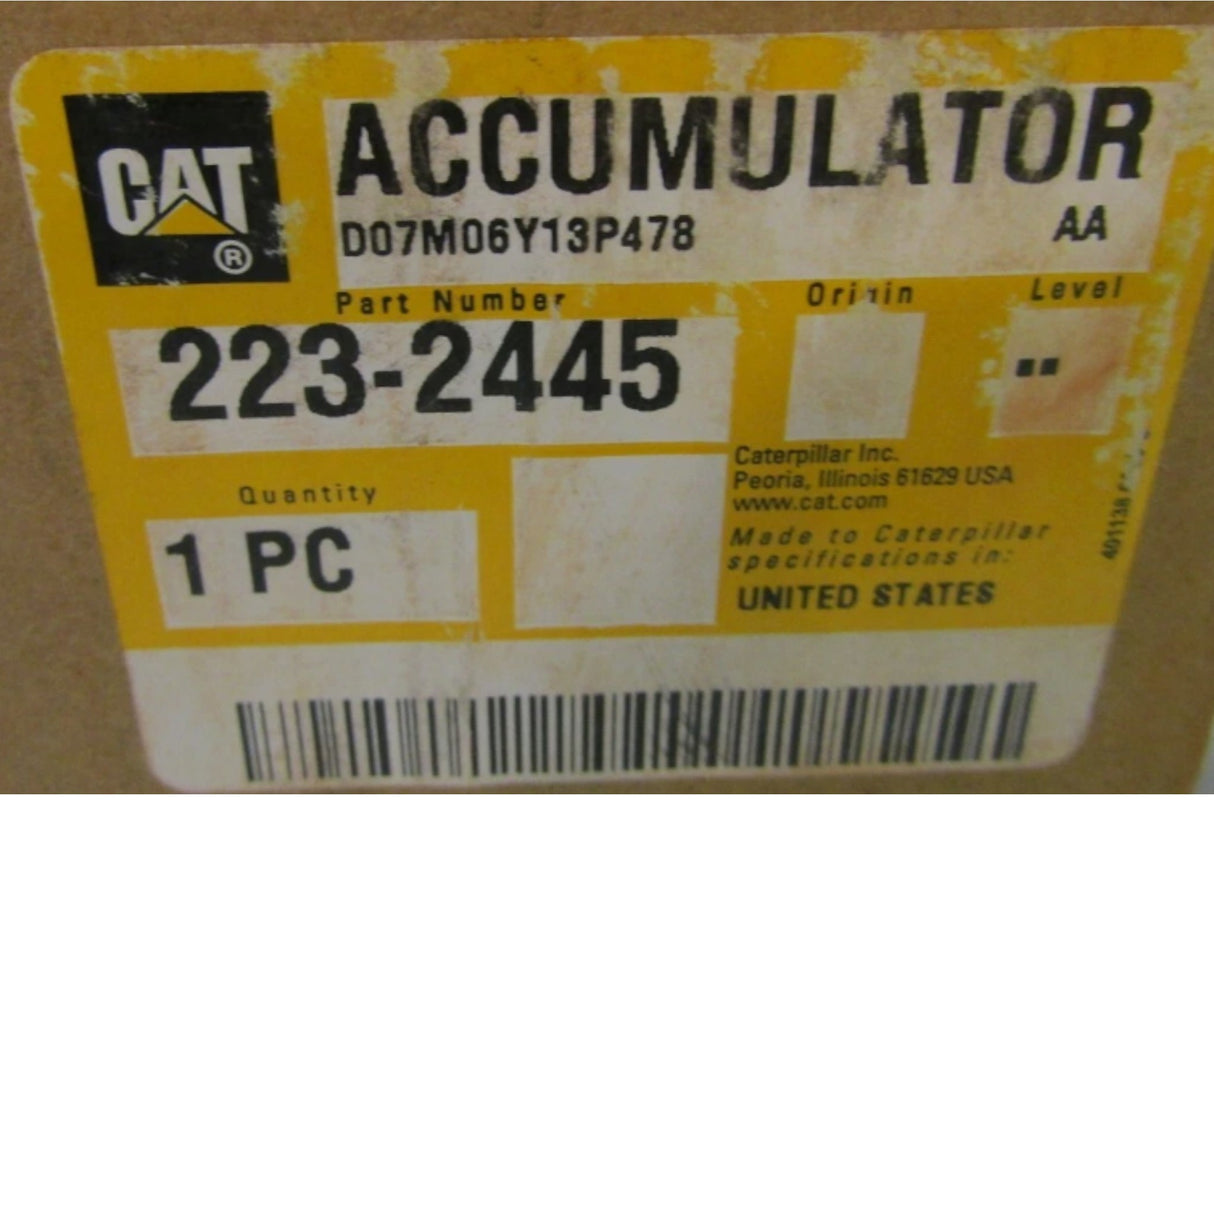 ACCUMULATOR
CAT
®
D07M06Y13P478 AA
Part Number Origin Level
223-2445 "
Caterpillar Inc.
Peoria, Illinois 61629 USA
www.cat.com
Quantity
1 PC
Made to Caterpillar
specifications in:
UNITED STATES
401138